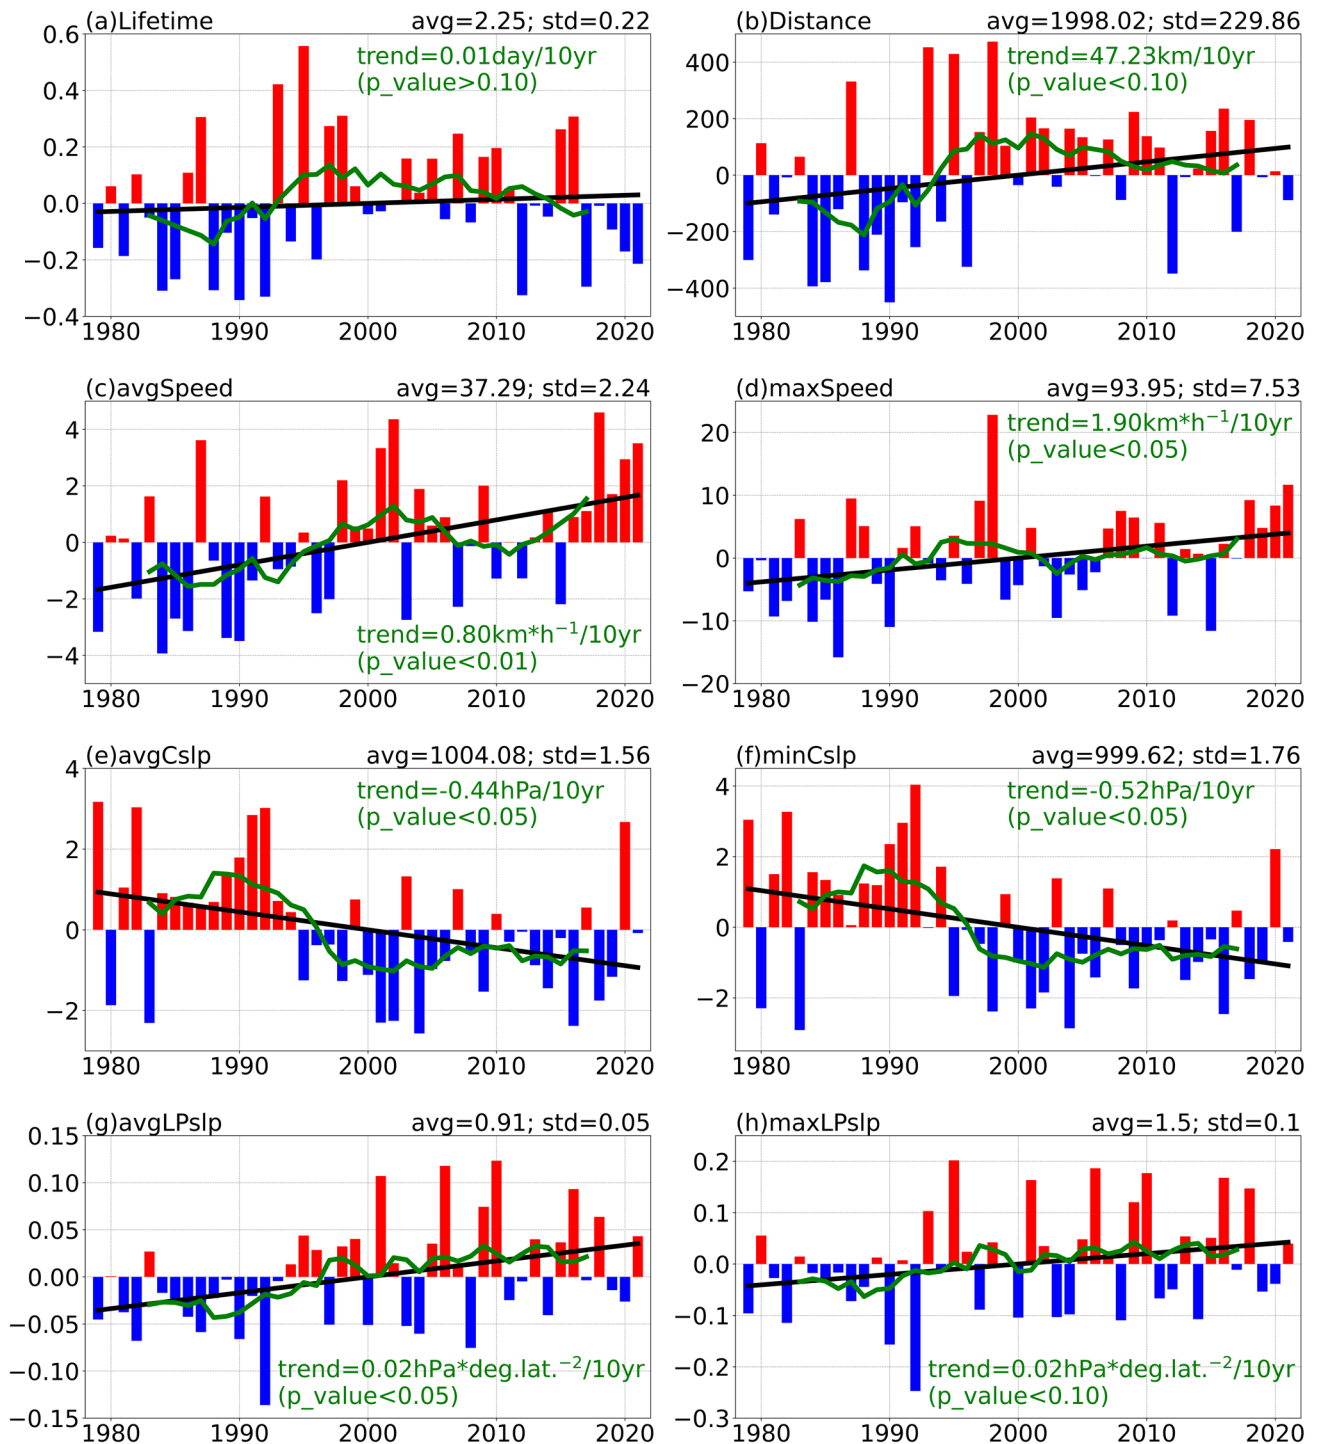 (a)Lifetime avg=2.25; std=0.22
trend=0.01day/10yr
(p_value>0.10)
0.6
0.4
0.2
0.0
−0.2
−0.4
1980 1990 2000 2010 2020
(b)Distance avg=1998.02; std=229.86
trend=47.23km/10yr
(p_value<0.10)
400
200
0
−200
−400
1980 1990 2000 2010 2020
(c)avgSpeed avg=37.29; std=2.24
4
2
0
−2
−4
trend=0.80km*h⁻¹/10yr
(p_value<0.01)
1980 1990 2000 2010 2020
(d)maxSpeed avg=93.95; std=7.53
trend=1.90km*h⁻¹/10yr
(p_value<0.05)
20
10
0
−10
−20
1980 1990 2000 2010 2020
(e)avgCslp avg=1004.08; std=1.56
trend=-0.44hPa/10yr
(p_value<0.05)
4
2
0
−2
1980 1990 2000 2010 2020
(f)minCslp avg=999.62; std=1.76
trend=-0.52hPa/10yr
(p_value<0.05)
4
2
0
−2
1980 1990 2000 2010 2020
(g)avgLPslp avg=0.91; std=0.05
0.15
0.10
0.05
0.00
−0.05
−0.10
−0.15
trend=0.02hPa*deg.lat.⁻²/10yr
(p_value<0.05)
1980 1990 2000 2010 2020
(h)maxLPslp avg=1.5; std=0.1
0.2
0.1
0.0
−0.1
−0.2
−0.3
trend=0.02hPa*deg.lat.⁻²/10yr
(p_value<0.10)
1980 1990 2000 2010 2020